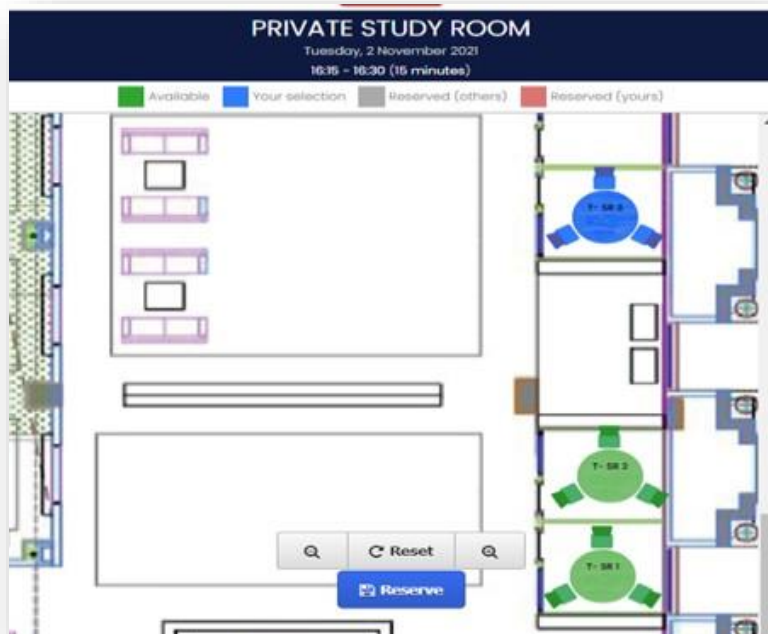 PRIVATE STUDY ROOM
Tuesday, 2 November 2021
16:15 - 16:30 (15 minutes)
Available Your selection Reserved (others) Reserved (yours)
T- SR 3
T- SR 2
Reset
T- SR 1
Reserve